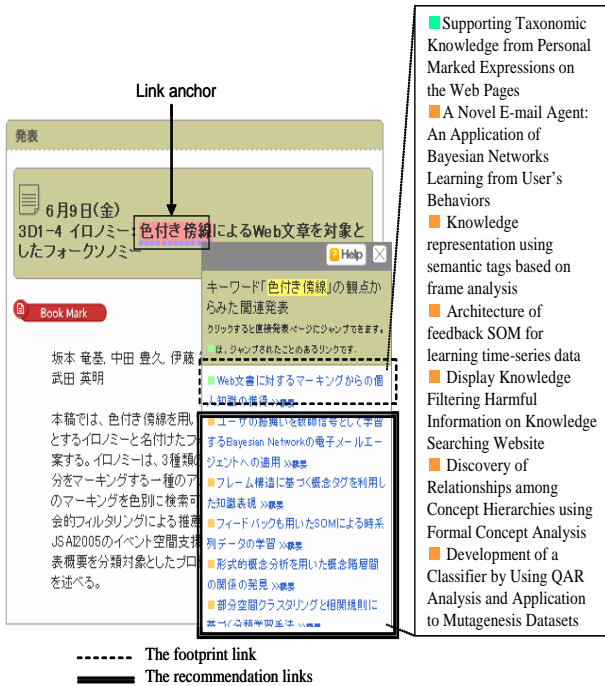 Link anchor
発表
6月9日(金)
3D1-4 イロノミー:色付き傍線によるWeb文章を対象と
したフォークソノミー
Book Mark
坂本 竜基, 中田 豊久, 伊藤
武田 英明
本稿では、色付き傍線を用い
とするイロノミーと名付けたフ
案する。イロノミーは、3種類の
分をマーキングする一種のア
のマーキングを色別に検索可
会的フィルタリングによる推薦
JSAI2005のイベント空間支援
表概要を分類対象としたプロ
を述べる。
? Help
キーワード「色付き傍線」の観点か
らみた関連発表
クリックすると直接発表ページにジャンプできます。
は、ジャンプされたことのあるリンクです.
Web文書に対するマーキングからの個
人知識の獲得 ≫概要
ユーザの振舞いを教師信号として学習
するBayesian Networkの電子メールエー
ジェントへの適用 ≫概要
フレーム構造に基づく概念タグを利用し
た知識表現 ≫概要
フィードバックも用いたSOMによる時系
列データの学習 ≫概要
形式的概念分析を用いた概念階層間
の関係の発見 ≫概要
部分空間クラスタリングと相関規則に
基づく分類学習手法 ≫概要
Supporting Taxonomic
Knowledge from Personal
Marked Expressions on
the Web Pages
A Novel E-mail Agent:
An Application of
Bayesian Networks
Learning from User's
Behaviors
Knowledge
representation using
semantic tags based on
frame analysis
Architecture of
feedback SOM for
learning time-series data
Display Knowledge
Filtering Harmful
Information on Knowledge
Searching Website
Discovery of
Relationships among
Concept Hierarchies using
Formal Concept Analysis
Development of a
Classifier by Using QAR
Analysis and Application
to Mutagenesis Datasets
The footprint link
The recommendation links